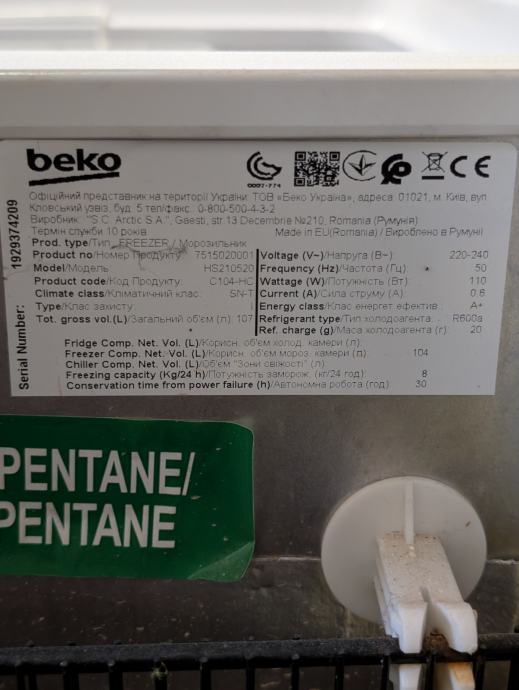 beko
0007-774
CE
Офіційний представник на території України: ТОВ «Беко Україна», адреса: 01021, м. Київ, вул.
Кловський узвіз, буд. 5 тел/факс.: 0-800-500-4-3-2
Виробник: "S.C. Arctic S.A.", Gaesti, str 13 Decembrie №210, Romania (Румунія)
Термін служби 10 років
Made in EU(Romania) / Вироблено в Румунії
Prod. type/Тип FREEZER / Морозильник
Product no/Номер Продукту: 7515020001
Model/Модель: HS210520
Product code/Код Продукту: C104-HC
Climate class/Кліматичний клас: SN-T
Type/Клас захисту: I
Tot. gross vol.(L)/Загальний об'єм (л): 107
Voltage (V~)/Напруга (В~): 220-240
Frequency (Hz)/Частота (Гц): 50
Wattage (W)/Потужність (Вт): 110
Current (A)/Сила струму (А): 0.6
Energy class/Клас енергет ефектів.: A+
Refrigerant type/Тип холодоагента: R600a
Ref. charge (g)/Маса холодоагента (г): 20
Fridge Comp. Net. Vol. (L)/Корисн. об'єм холод. камери (л):
Freezer Comp. Net. Vol. (L)/Корисн. об'єм мороз. камери (л): 104
Chiller Comp. Net. Vol. (L)/Об'єм "Зони свіжості" (л)
Freezing capacity (Kg/24 h)/Потужність заморож. (кг/24 год): 8
Conservation time from power failure (h)/Автономна робота (год): 30
Serial Number: 1929374209
PENTANE/
PENTANE